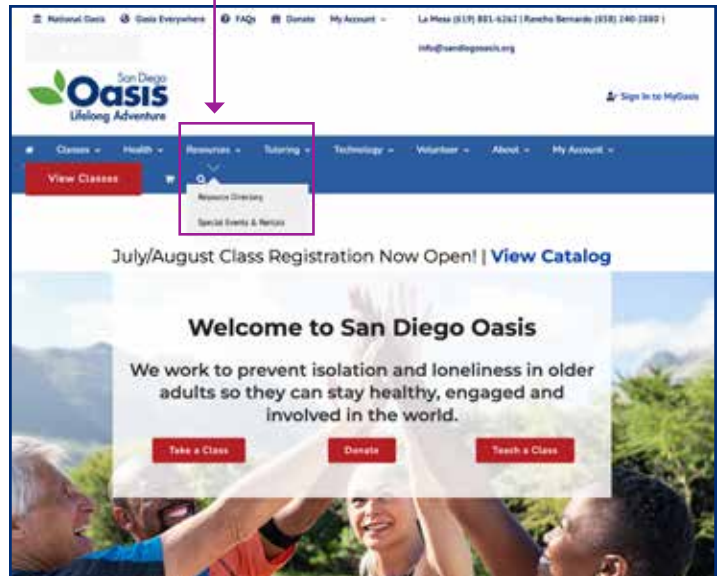 National Oasis Oasis Everywhere FAQs Donate My Account La Mesa (619) 881-6262 | Rancho Bernardo (858) 240-2880 |
info@sandiegooasis.org
San Diego
Oasis
Lifelong Adventure
Sign In to MyOasis
Classes Health Resources Tutoring Technology Volunteer About My Account
View Classes
Resource Directory
Special Events & Rentals
July/August Class Registration Now Open! | View Catalog
Welcome to San Diego Oasis
We work to prevent isolation and loneliness in older
adults so they can stay healthy, engaged and
involved in the world.
Take a Class Donate Teach a Class